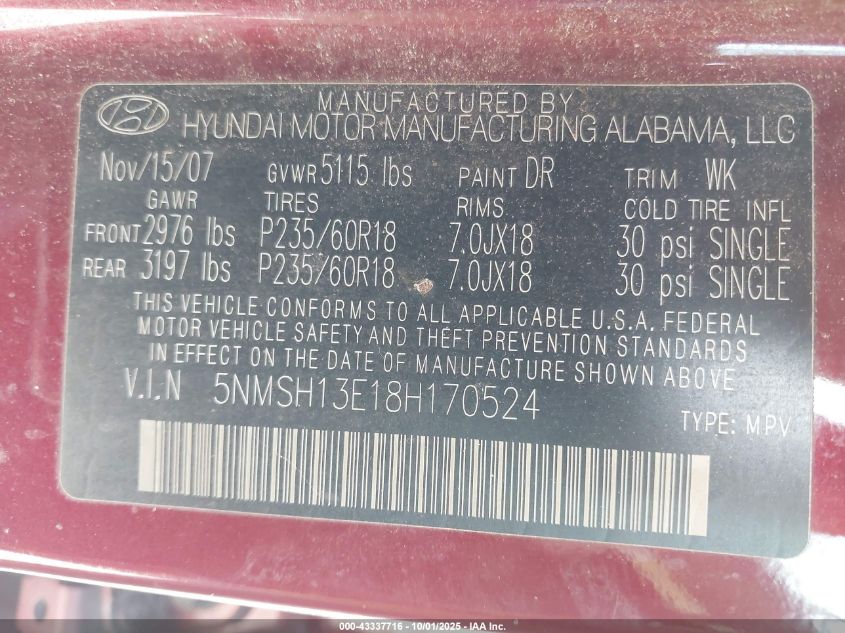 MANUFACTURED BY
HYUNDAI MOTOR MANUFACTURING ALABAMA, LLC
Nov/15/07 GVWR 5115 lbs PAINT DR TRIM WK
GAWR TIRES RIMS COLD TIRE INFL
FRONT 2976 lbs P235/60R18 7.0JX18 30 psi SINGLE
REAR 3197 lbs P235/60R18 7.0JX18 30 psi SINGLE
THIS VEHICLE CONFORMS TO ALL APPLICABLE U.S.A. FEDERAL
MOTOR VEHICLE SAFETY AND THEFT PREVENTION STANDARDS
IN EFFECT ON THE DATE OF MANUFACTURE SHOWN ABOVE
V.I.N 5NMSH13E18H170524
TYPE: MPV
000-43337716 - 10/01/2025 - IAAI.COM